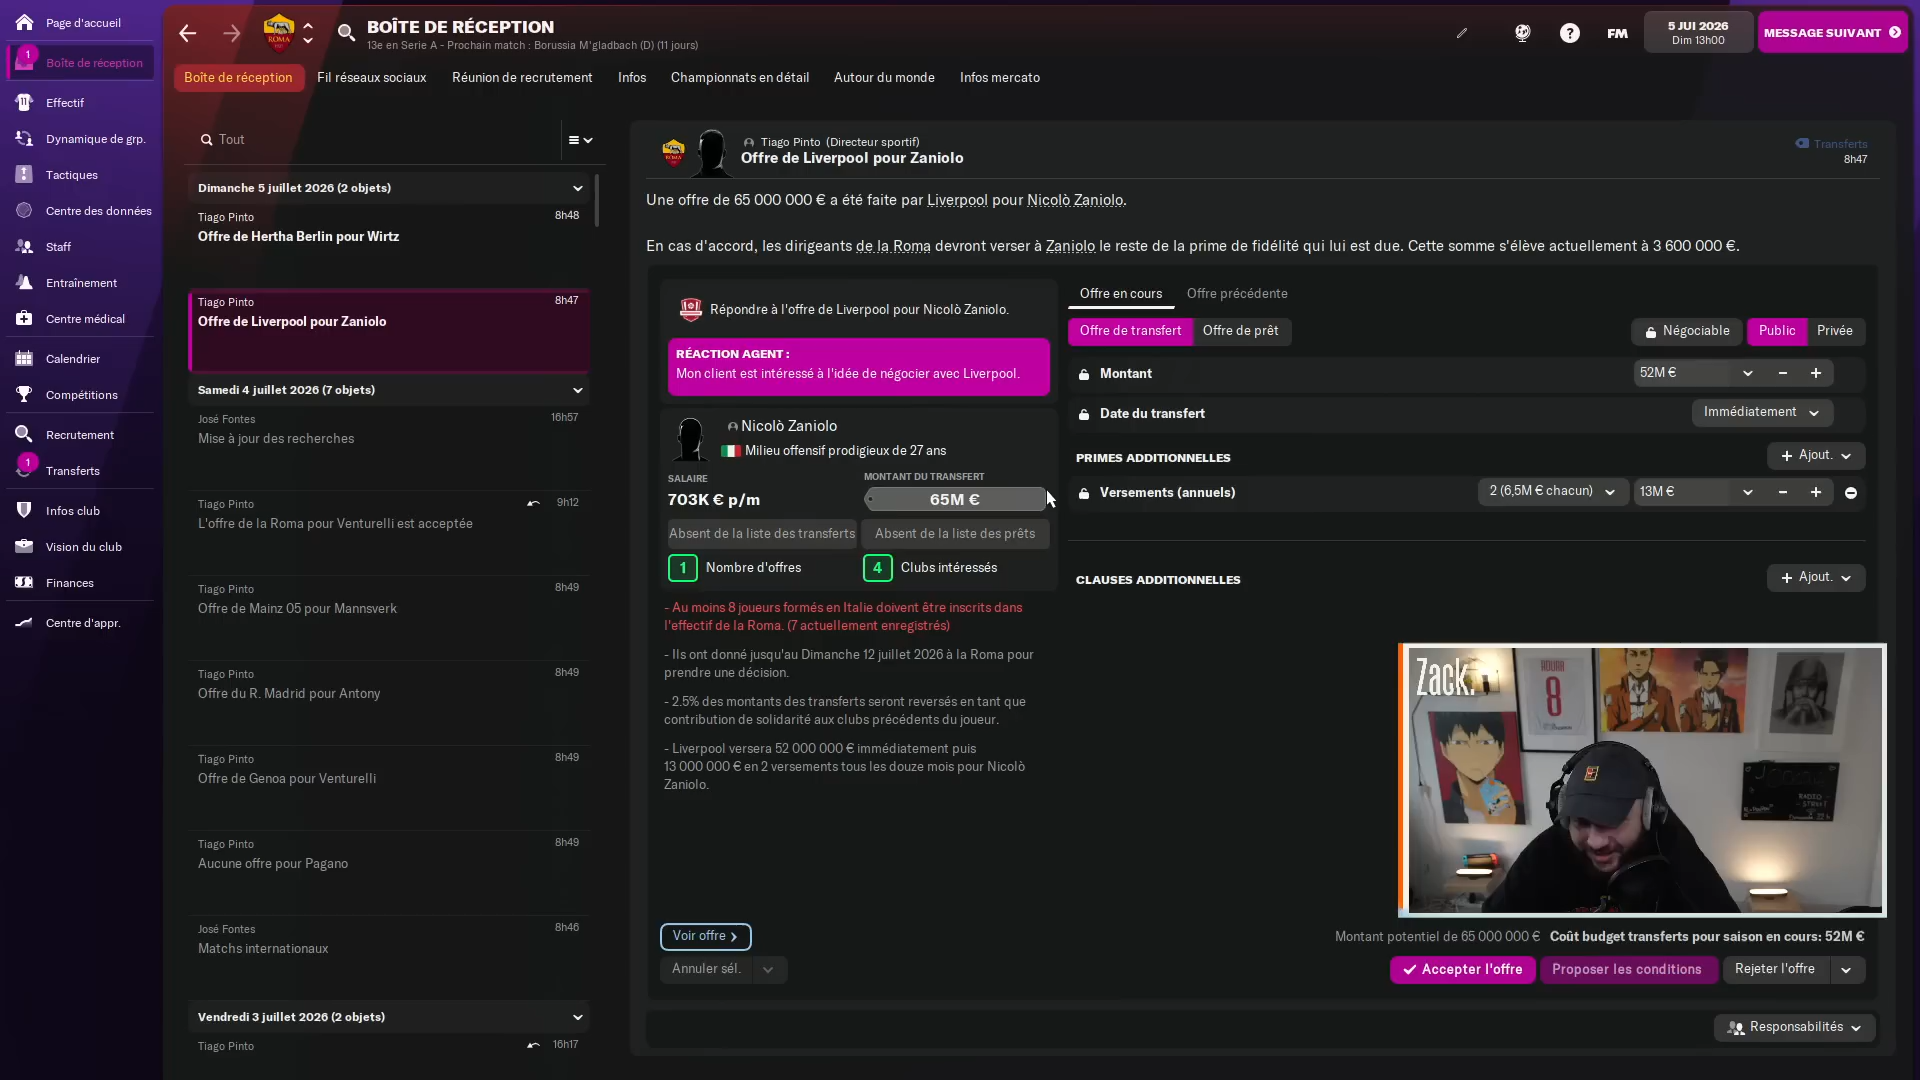 Page d'accueil
1
Boîte de réception
Effectif
Dynamique de grp.
Tactiques
Centre des données
Staff
Entraînement
Centre médical
Calendrier
Compétitions
Recrutement
1
Transferts
Infos club
Vision du club
Finances
Centre d'appr.
BOÎTE DE RÉCEPTION
13e en Serie A - Prochain match : Borussia M'gladbach (D) (11 jours)
FM
5 JUI 2026
Dim 13h00
MESSAGE SUIVANT
Boîte de réception
Fil réseaux sociaux
Réunion de recrutement
Infos
Championnats en détail
Autour du monde
Infos mercato
Tout
Dimanche 5 juillet 2026 (2 objets)
Tiago Pinto 8h48
Offre de Hertha Berlin pour Wirtz
Tiago Pinto 8h47
Offre de Liverpool pour Zaniolo
Samedi 4 juillet 2026 (7 objets)
José Fontes 16h57
Mise à jour des recherches
Tiago Pinto 9h12
L'offre de la Roma pour Venturelli est acceptée
Tiago Pinto 8h49
Offre de Mainz 05 pour Mannsverk
Tiago Pinto 8h49
Offre du R. Madrid pour Antony
Tiago Pinto 8h49
Offre de Genoa pour Venturelli
Tiago Pinto 8h49
Aucune offre pour Pagano
José Fontes 8h46
Matchs internationaux
Vendredi 3 juillet 2026 (2 objets)
Tiago Pinto 16h17
Tiago Pinto (Directeur sportif)
Offre de Liverpool pour Zaniolo
Transferts
8h47
Une offre de 65 000 000 € a été faite par Liverpool pour Nicolò Zaniolo.
En cas d'accord, les dirigeants de la Roma devront verser à Zaniolo le reste de la prime de fidélité qui lui est due. Cette somme s'élève actuellement à 3 600 000 €.
Répondre à l'offre de Liverpool pour Nicolò Zaniolo.
RÉACTION AGENT :
Mon client est intéressé à l'idée de négocier avec Liverpool.
Nicolò Zaniolo
Milieu offensif prodigieux de 27 ans
SALAIRE
703K € p/m
MONTANT DU TRANSFERT
65M €
Absent de la liste des transferts
Absent de la liste des prêts
1 Nombre d'offres
4 Clubs intéressés
- Au moins 8 joueurs formés en Italie doivent être inscrits dans
l'effectif de la Roma. (7 actuellement enregistrés)
- Ils ont donné jusqu'au Dimanche 12 juillet 2026 à la Roma pour
prendre une décision.
- 2.5% des montants des transferts seront reversés en tant que
contribution de solidarité aux clubs précédents du joueur.
- Liverpool versera 52 000 000 € immédiatement puis
13 000 000 € en 2 versements tous les douze mois pour Nicolò
Zaniolo.
Voir offre
Annuler sél.
Offre en cours
Offre précédente
Offre de transfert
Offre de prêt
Négociable
Public
Privée
Montant 52M €
Date du transfert Immédiatement
PRIMES ADDITIONNELLES
Ajout.
Versements (annuels) 2 (6,5M € chacun) 13M €
CLAUSES ADDITIONNELLES
Ajout.
Zack.
8
Montant potentiel de 65 000 000 € Coût budget transferts pour saison en cours: 52M €
Accepter l'offre
Proposer les conditions
Rejeter l'offre
Responsabilités